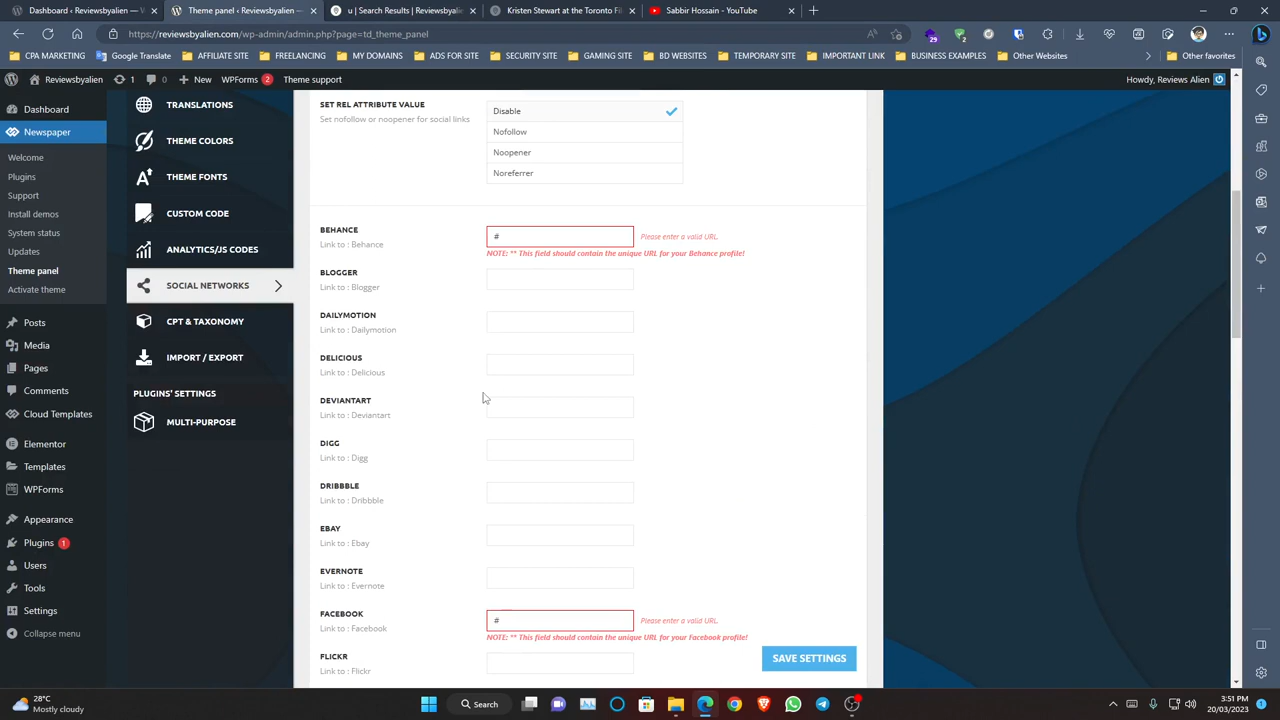 Reviewsbyalien — WordPress
Theme panel ‹ Reviewsbyalien —
Search Results | Reviewsbyalie
Kristen Stewart at the Toronto Fi
Sabbir Hossain - YouTube
https://reviewsbyalien.com/wp-admin/admin.php?page=td_theme_panel
CPA MARKETING
Google Translate
AFFILIATE SITE
FREELANCING
MY DOMAINS
EMAIL SITE
SECURITY SITE
GAMING SITE
BD WEBSITES
TEMPORARY SITE
IMPORTANT LINK
BUSINESS EXAMPLES
Other Websites
Other favorites
Reviewsbyalien
1
0
New
WPForms 2
Theme support
Howdy, Reviews Alien
Dashboard
Newspaper
Welcome
Plugins
Support
Install demos
System status
Theme panel
Activate theme
Posts
Media
Pages
Comments
Cloud Templates
Elementor
Templates
WPForms
Appearance
Plugins 1
Users
Tools
Settings
Collapse menu
TRANSLATIONS
THEME COLORS
THEME FONTS
CUSTOM CODE
ANALYTICS/JS CODES
SOCIAL NETWORKS
CPT & TAXONOMY
IMPORT / EXPORT
PLUGINS' SETTINGS
MULTI-PURPOSE
SET REL ATTRIBUTE VALUE
Set nofollow or noopener for social links
Disable
Nofollow
Noopener
Noreferrer
BEHANCE
Link to : Behance
#
Please enter a valid URL.
NOTE: ** This field should contain the unique URL for your Behance profile!
BLOGGER
Link to : Blogger
DAILYMOTION
Link to : Dailymotion
DELICIOUS
Link to : Delicious
DEVIANTART
Link to : Deviantart
DIGG
Link to : Digg
DRIBBBLE
Link to : Dribbble
EBAY
Link to : Ebay
EVERNOTE
Link to : Evernote
FACEBOOK
Link to : Facebook
#
Please enter a valid URL.
NOTE: ** This field should contain the unique URL for your Facebook profile!
FLICKR
Link to : Flickr
SAVE SETTINGS
28°C
Mostly cloudy
Search
3:51 PM
20/03/2023